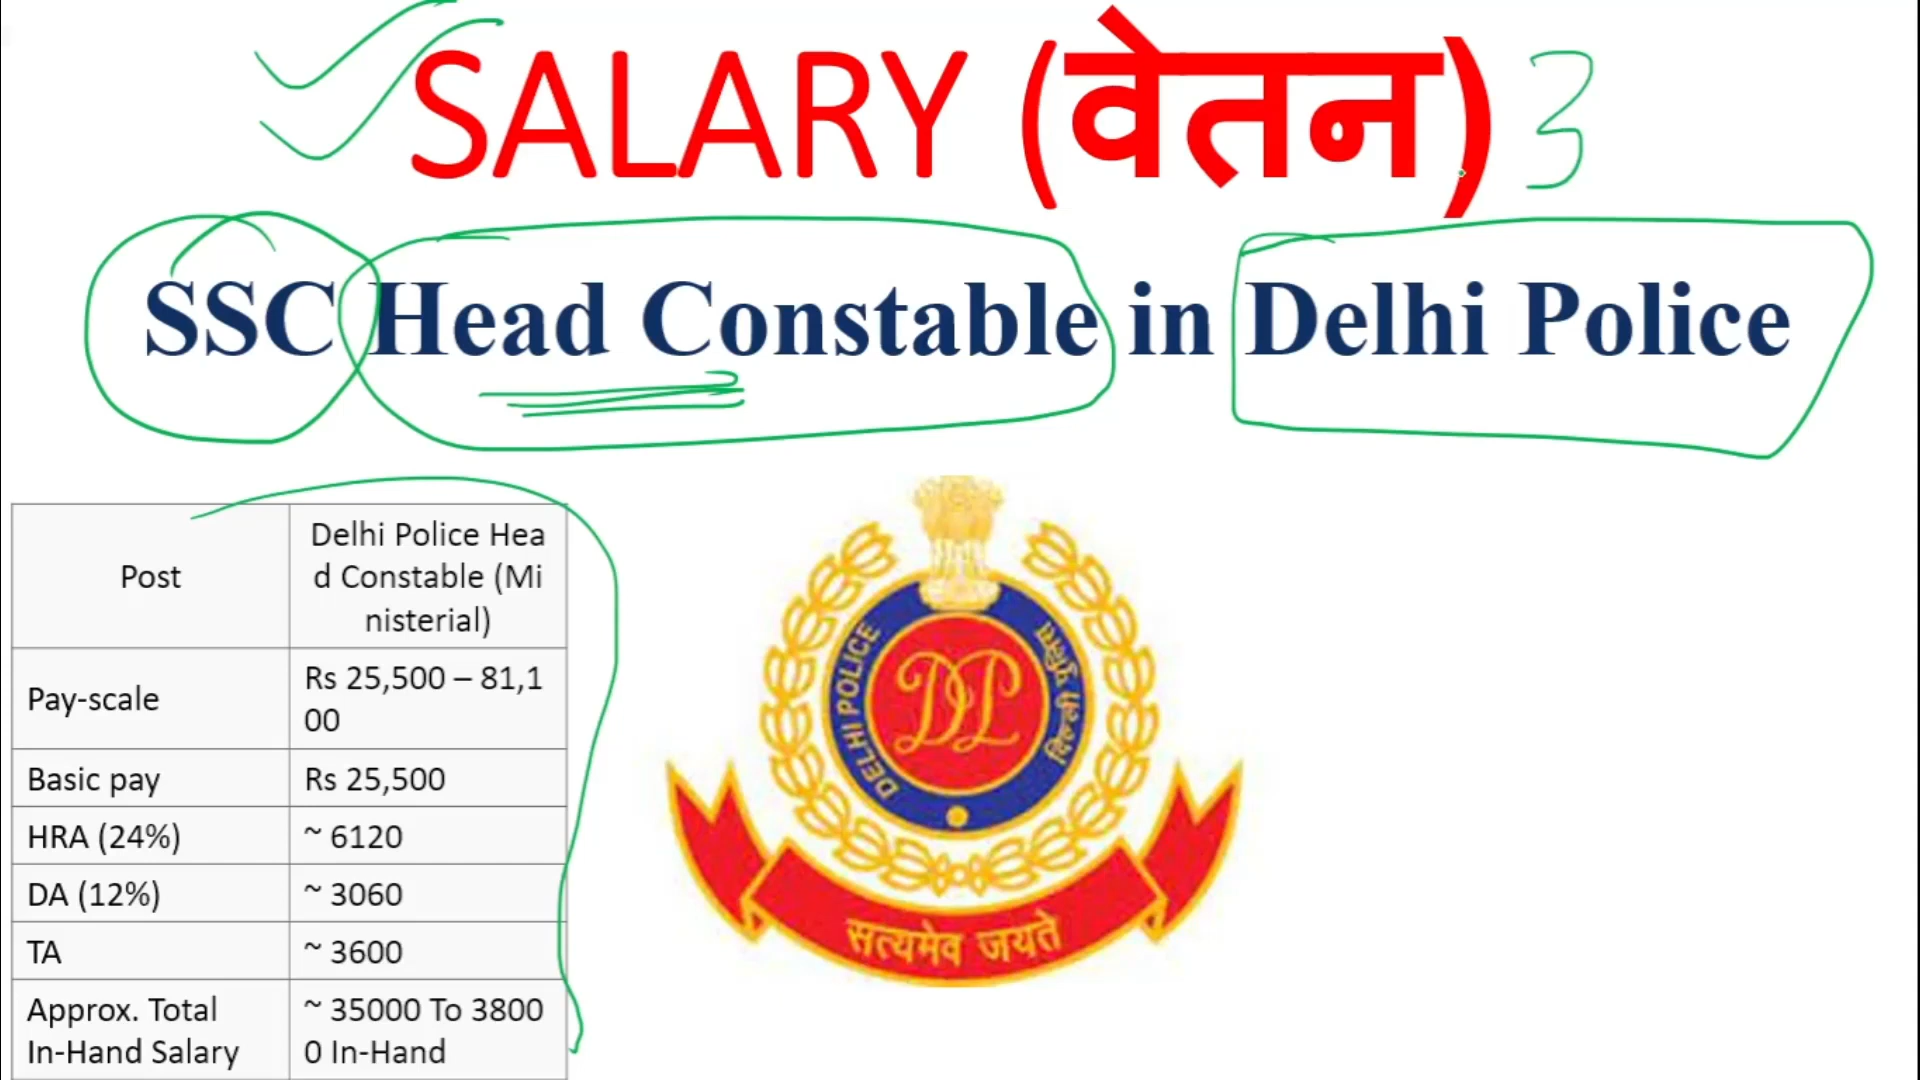 SALARY (वेतन) 3
SSC Head Constable in Delhi Police
Post
Delhi Police Hea
d Constable (Mi
nisterial)
Pay-scale
Rs 25,500 – 81,1
00
Basic pay
Rs 25,500
HRA (24%)
~ 6120
DA (12%)
~ 3060
TA
~ 3600
Approx. Total
In-Hand Salary
~ 35000 To 3800
0 In-Hand
DELHI POLICE
दिल्ली पुलिस
DP
सत्यमेव जयते